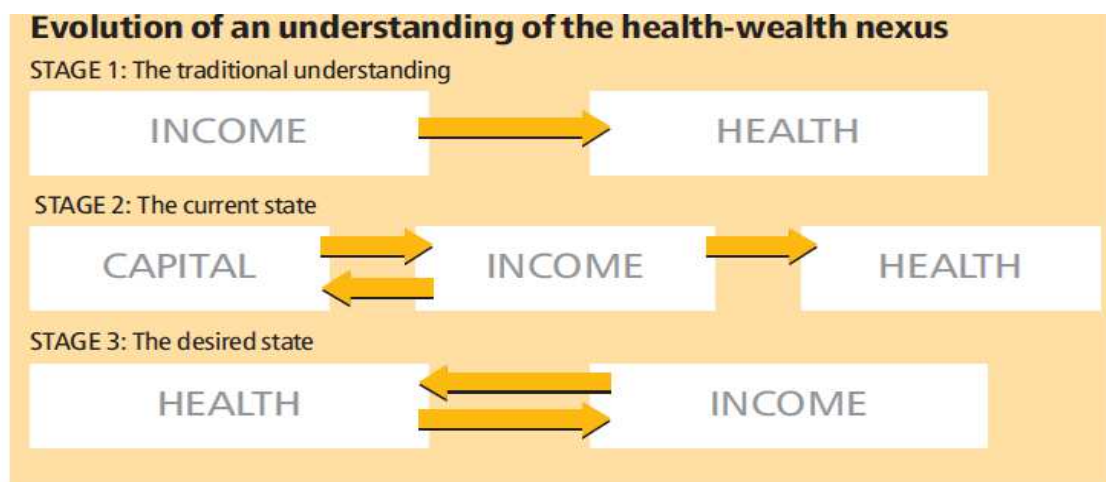 Evolution of an understanding of the health-wealth nexus
STAGE 1: The traditional understanding
INCOME HEALTH
STAGE 2: The current state
CAPITAL INCOME HEALTH
STAGE 3: The desired state
HEALTH INCOME